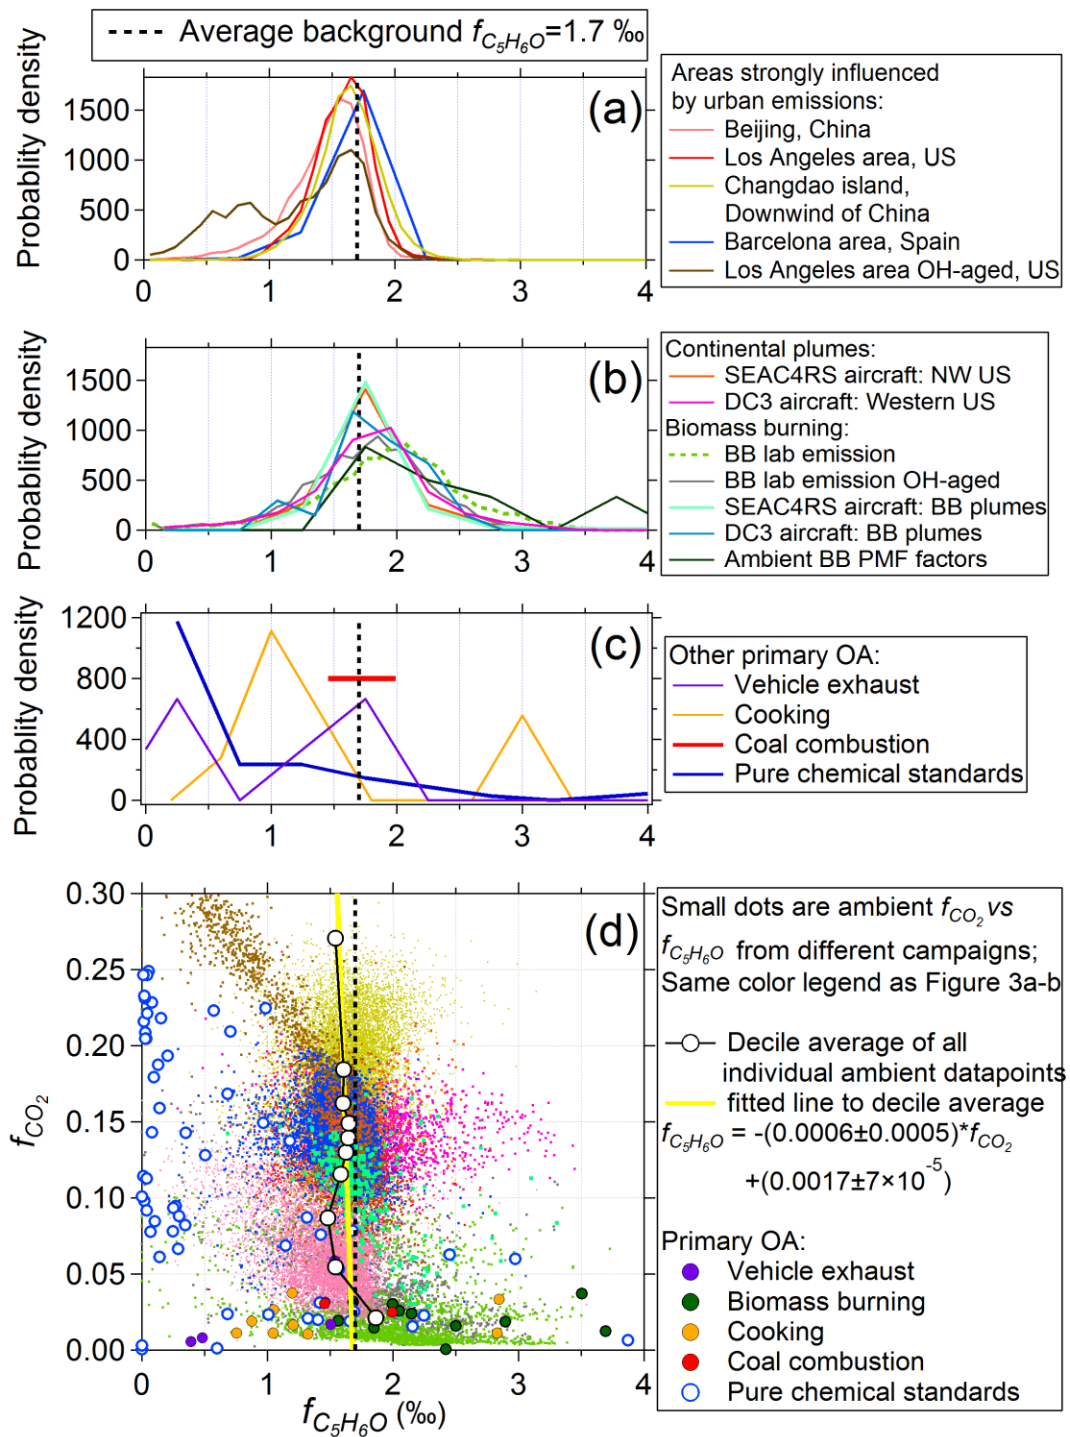 Average background fC5H6O=1.7 ‰
Probablity density
1500
1000
500
0
0 1 2 3 4
(a)
Areas strongly influenced
by urban emissions:
Beijing, China
Los Angeles area, US
Changdao island,
Downwind of China
Barcelona area, Spain
Los Angeles area OH-aged, US
Probablity density
1500
1000
500
0
0 1 2 3 4
(b)
Continental plumes:
SEAC4RS aircraft: NW US
DC3 aircraft: Western US
Biomass burning:
BB lab emission
BB lab emission OH-aged
SEAC4RS aircraft: BB plumes
DC3 aircraft: BB plumes
Ambient BB PMF factors
Probablity density
1200
800
400
0
0 1 2 3 4
(c)
Other primary OA:
Vehicle exhaust
Cooking
Coal combustion
Pure chemical standards
fCO2
0.30
0.25
0.20
0.15
0.10
0.05
0.00
0 1 2 3 4
fC5H6O (‰)
(d)
Small dots are ambient fCO2 vs
fC5H6O from different campaigns;
Same color legend as Figure 3a-b
Decile average of all
individual ambient datapoints
fitted line to decile average
fC5H6O = -(0.0006±0.0005)*fCO2
+(0.0017±7×10-5)
Primary OA:
Vehicle exhaust
Biomass burning
Cooking
Coal combustion
Pure chemical standards